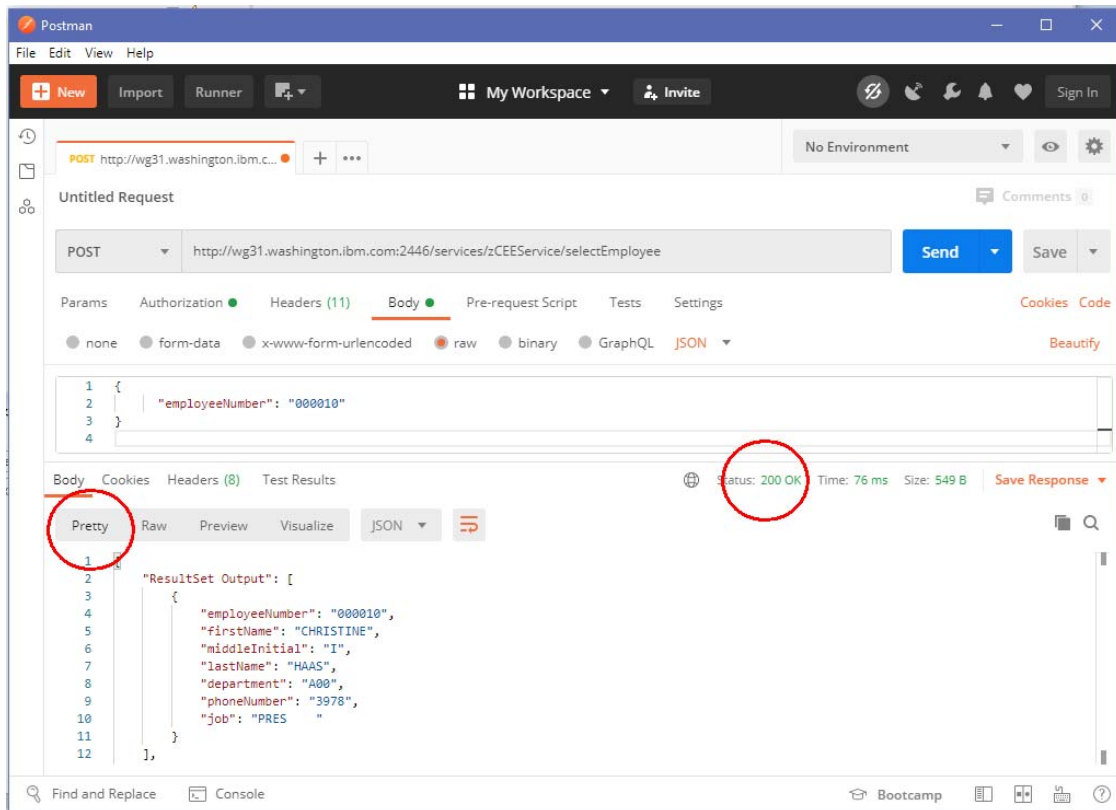 Postman
File Edit View Help
New Import Runner My Workspace Invite Sign In
POST http://wg31.washington.ibm.c... No Environment
Untitled Request Comments 0
POST http://wg31.washington.ibm.com:2446/services/zCEEService/selectEmployee Send Save
Params Authorization Headers (11) Body Pre-request Script Tests Settings Cookies Code
none form-data x-www-form-urlencoded raw binary GraphQL JSON Beautify
1 {
2 "employeeNumber": "000010"
3 }
4
Body Cookies Headers (8) Test Results Status: 200 OK Time: 76 ms Size: 549 B Save Response
Pretty Raw Preview Visualize JSON
1 {
2 "ResultSet Output": [
3 {
4 "employeeNumber": "000010",
5 "firstName": "CHRISTINE",
6 "middleInitial": "I",
7 "lastName": "HAAS",
8 "department": "A00",
9 "phoneNumber": "3978",
10 "job": "PRES    "
11 }
12 ],
Find and Replace Console Bootcamp